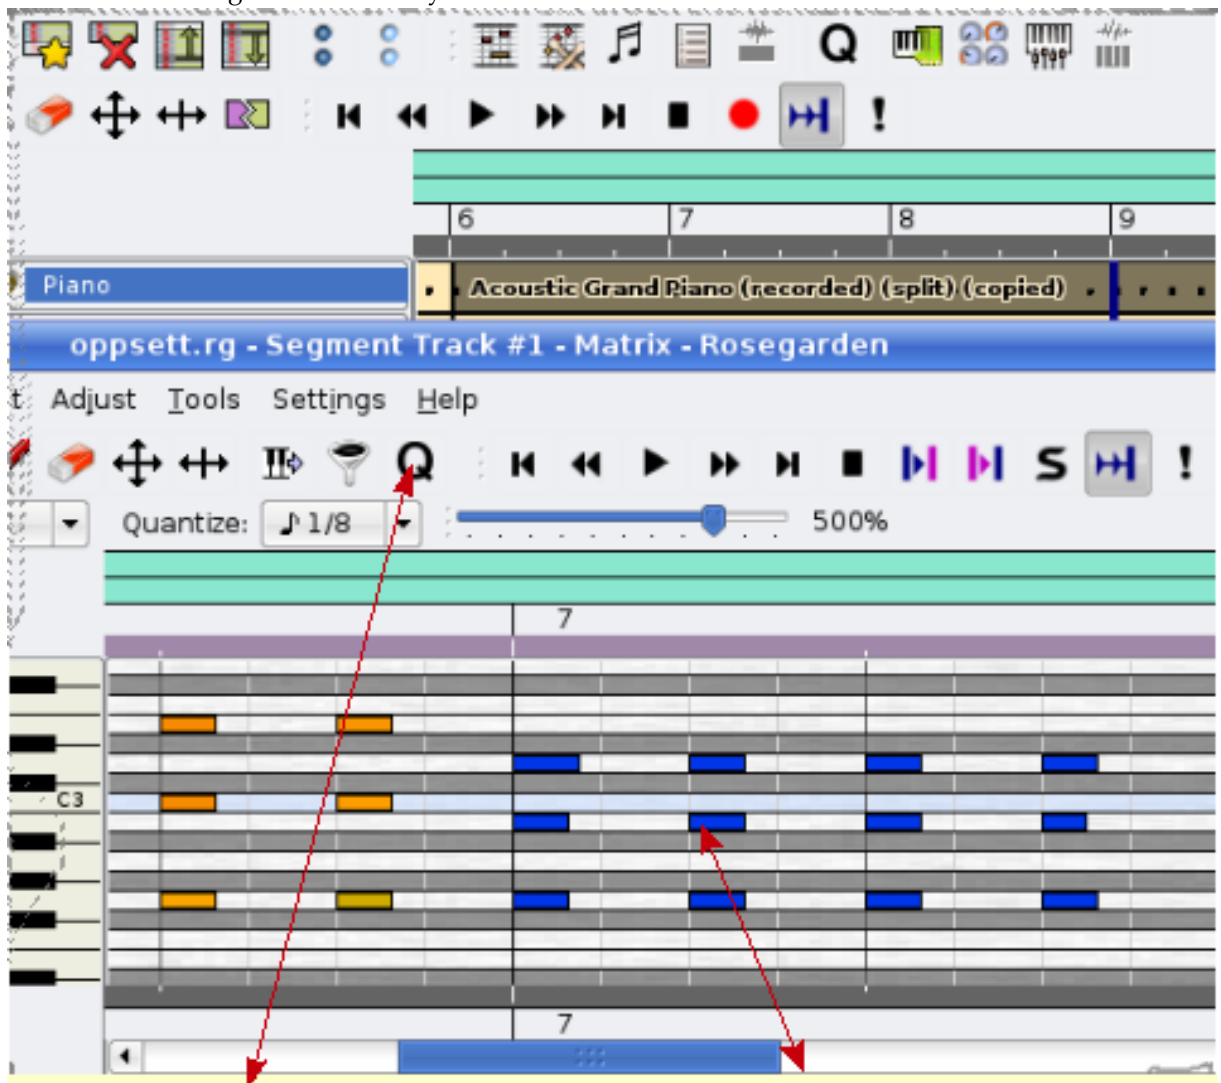 Q
!
6 7 8 9
Piano
Acoustic Grand Piano (recorded) (split) (copied)
oppsett.rg - Segment Track #1 - Matrix - Rosegarden
t Adjust Tools Settings Help
Q S !
Quantize: 1/8 500%
7
C3
7